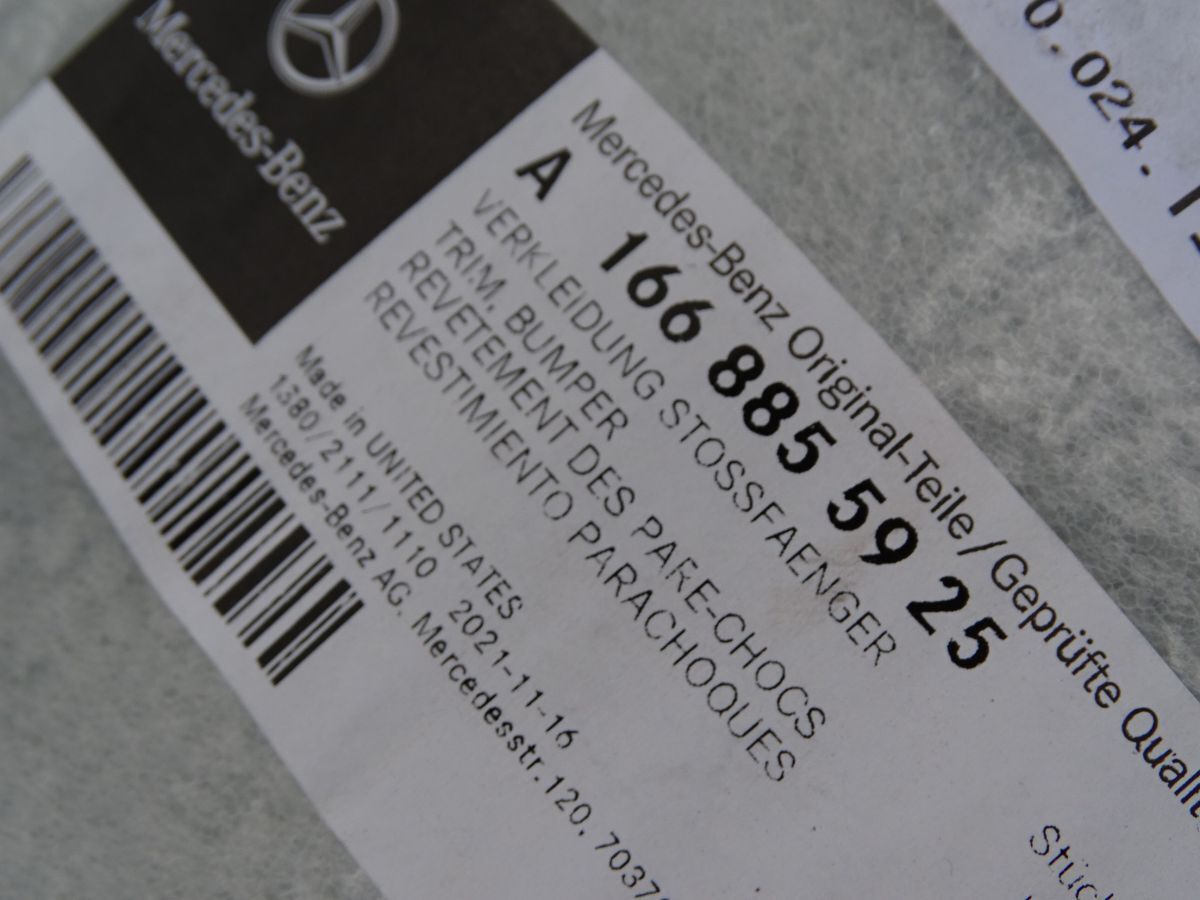 Mercedes-Benz
Mercedes-Benz Original-Teile / Geprüfte
A 166 885 59 25
VERKLEIDUNG STOSSFAENGER
TRIM, BUMPER
REVETEMENT DES PARE-CHOCS
REVESTIMIENTO PARACHOQUES
Made in UNITED STATES
1380/2111/1110 2021-11-16
Mercedes-Benz AG, Mercedesstr.120,
024.